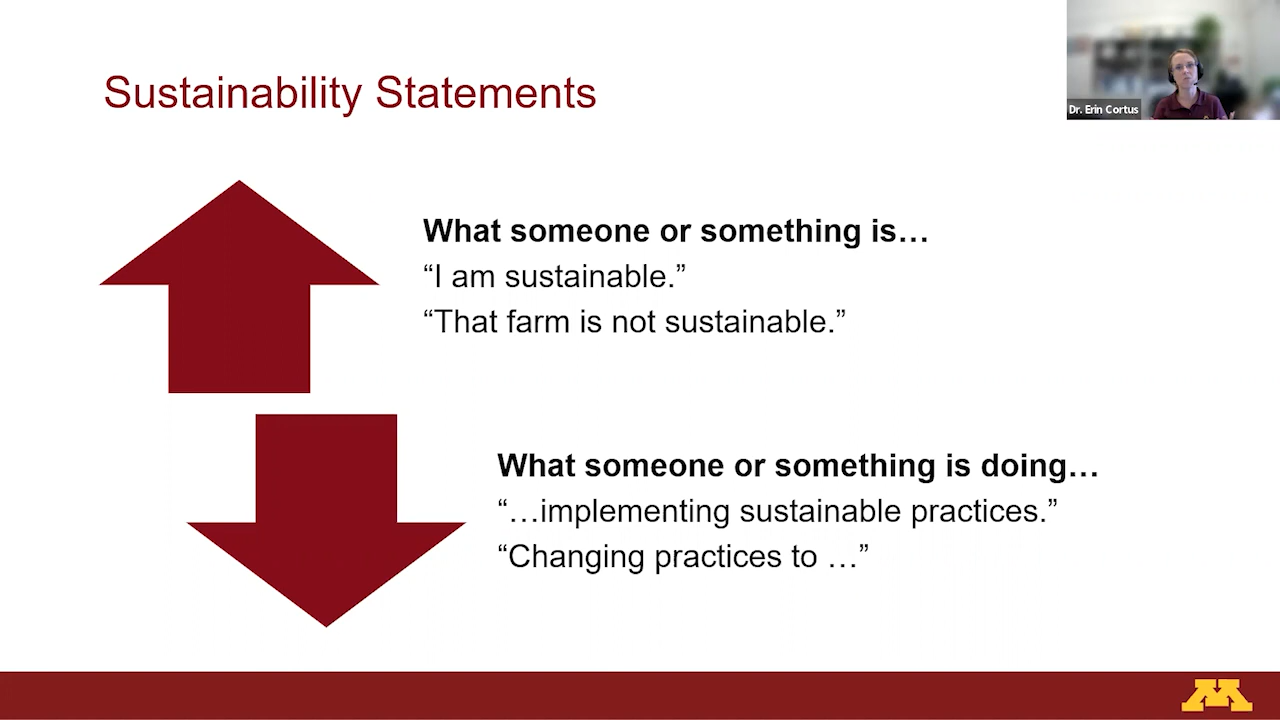 Sustainability Statements
Dr. Erin Cortus
What someone or something is…
“I am sustainable.”
“That farm is not sustainable.”
What someone or something is doing…
“…implementing sustainable practices.”
“Changing practices to …”
M